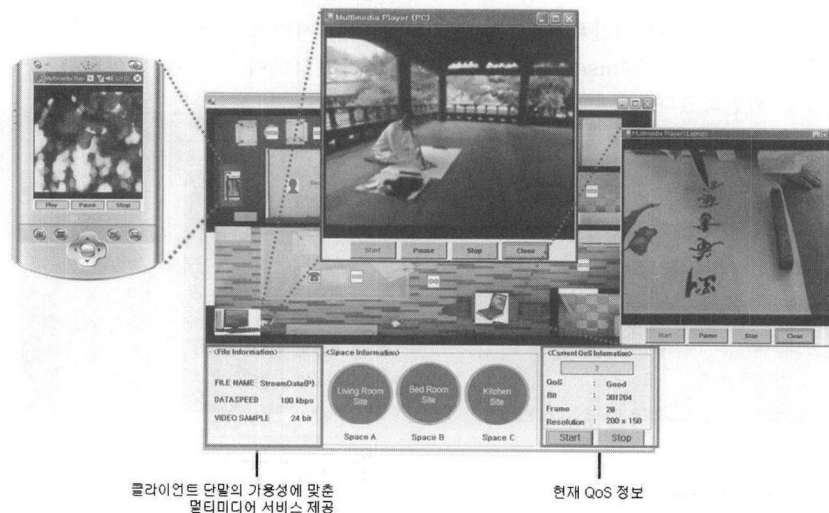 Multimedia Player (PC)
Start Pause Stop Close
Play Pause Stop
Multimedia Player (Laptop)
Start Pause Stop Close
<File Information>
FILE NAME StreamData(P)
DATASPEED 100 kbps
VIDEO SAMPLE 24 bit
<Space Information>
Living Room Site
Bed Room Site
Kitchen Site
Space A Space B Space C
<Current QoS Information>
3
QoS : Good
Bit : 381204
Frame : 20
Resolution : 200 x 150
Start Stop
클라이언트 단말의 가용성에 맞춘
멀티미디어 서비스 제공
현재 QoS 정보